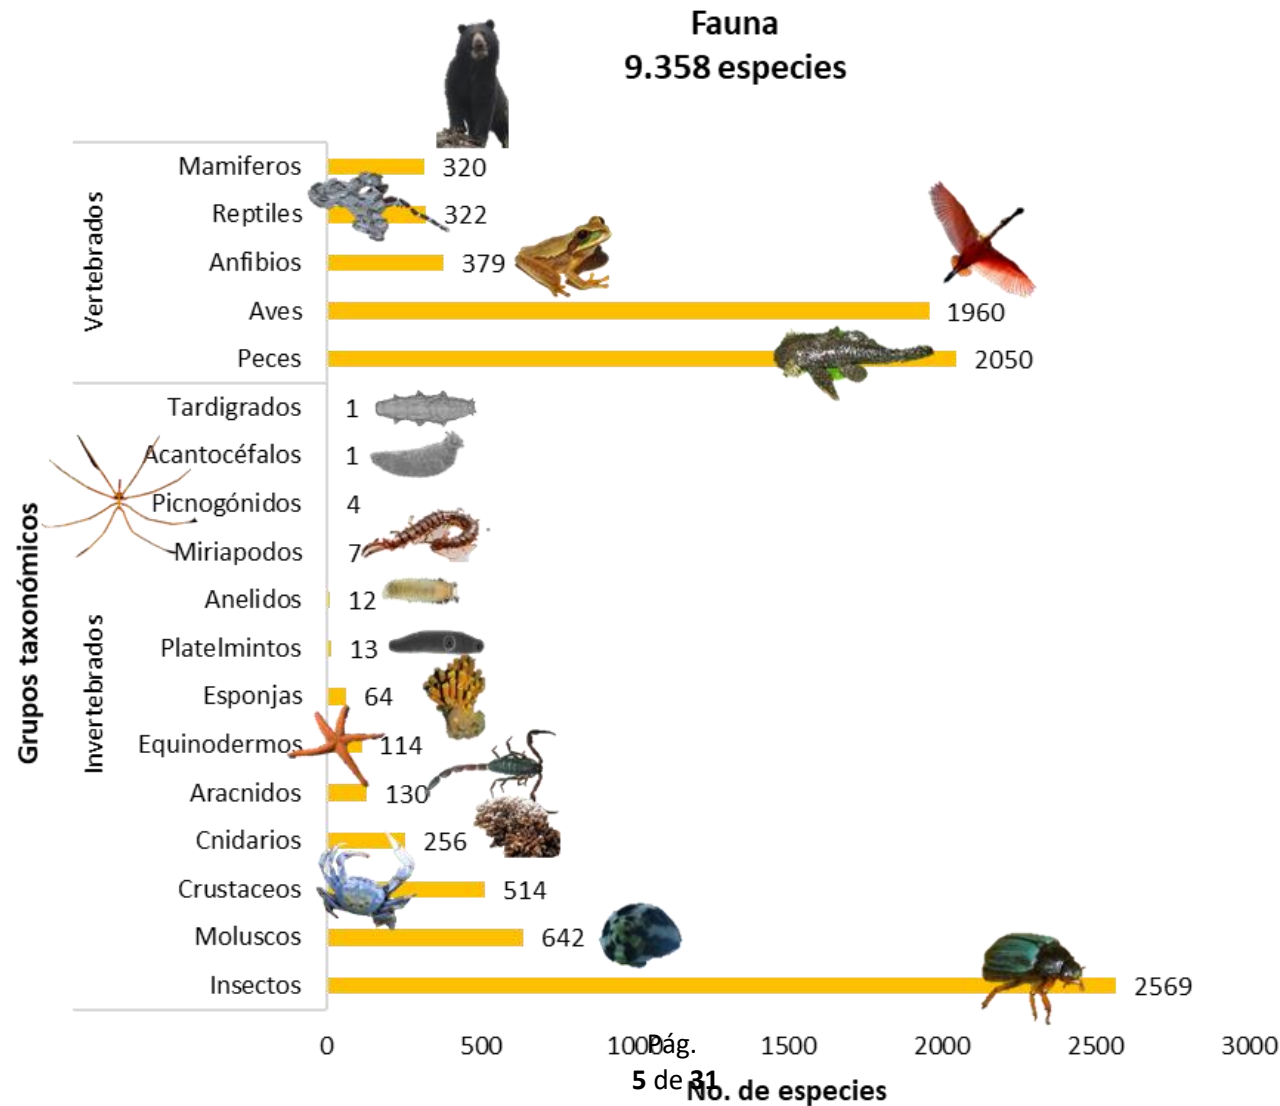 Fauna
9.358 especies
Grupos taxonómicos
Vertebrados
Mamiferos 320
Reptiles 322
Anfibios 379
Aves 1960
Peces 2050
Invertebrados
Tardigrados 1
Acantocéfalos 1
Picnogónidos 4
Miriapodos 7
Anelidos 12
Platelmintos 13
Esponjas 64
Equinodermos 114
Aracnidos 130
Cnidarios 256
Crustaceos 514
Moluscos 642
Insectos 2569
0 500 1000 1500 2000 2500 3000
Pág.
5 de 31
No. de especies